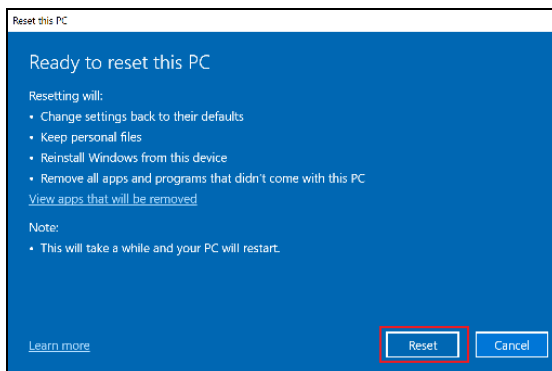 Reset this PC
Ready to reset this PC
Resetting will:
• Change settings back to their defaults
• Keep personal files
• Reinstall Windows from this device
• Remove all apps and programs that didn't come with this PC
View apps that will be removed
Note:
• This will take a while and your PC will restart.
Learn more
Reset
Cancel